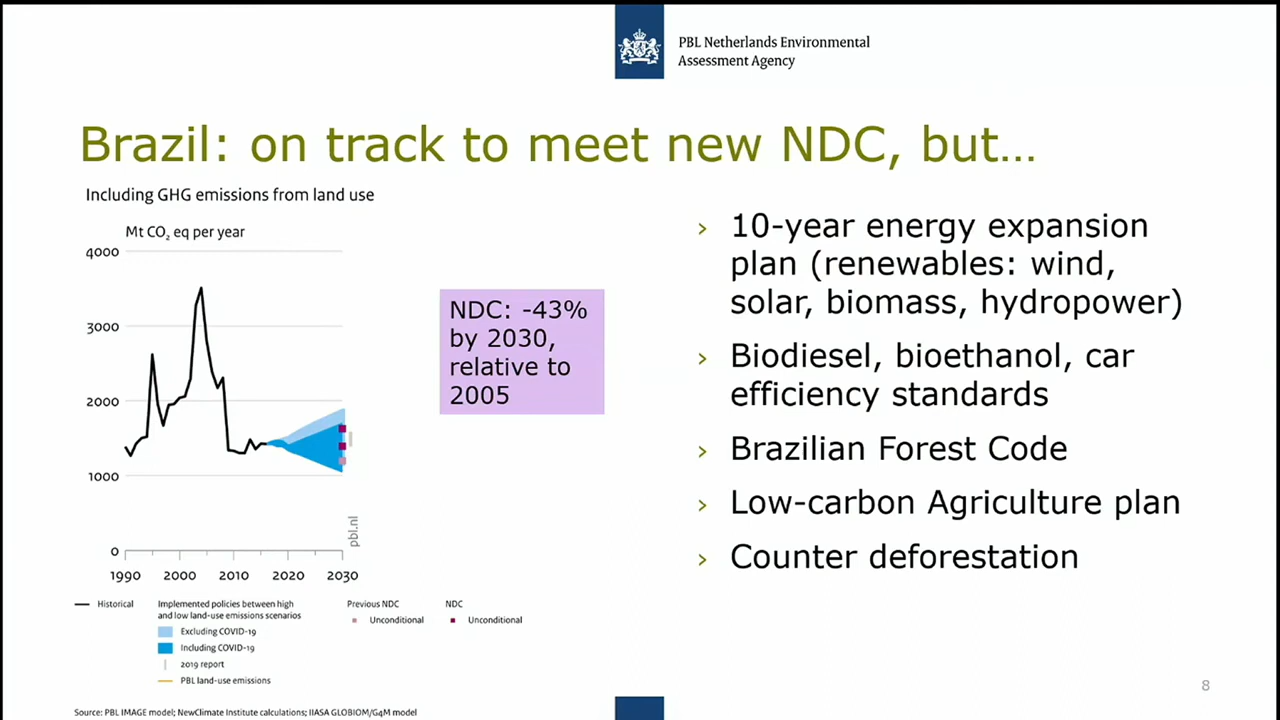 PBL Netherlands Environmental
Assessment Agency
Brazil: on track to meet new NDC, but...
Including GHG emissions from land use
Mt CO₂ eq per year
4000
3000
2000
1000
0
1990 2000 2010 2020 2030
pbl.nl
NDC: -43%
by 2030,
relative to
2005
› 10-year energy expansion
plan (renewables: wind,
solar, biomass, hydropower)
› Biodiesel, bioethanol, car
efficiency standards
› Brazilian Forest Code
› Low-carbon Agriculture plan
› Counter deforestation
Historical
Implemented policies between high
and low land-use emissions scenarios
Excluding COVID-19
Including COVID-19
2019 report
PBL land-use emissions
Previous NDC
Unconditional
NDC
Unconditional
Source: PBL IMAGE model; NewClimate Institute calculations; IIASA GLOBIOM/G4M model
8